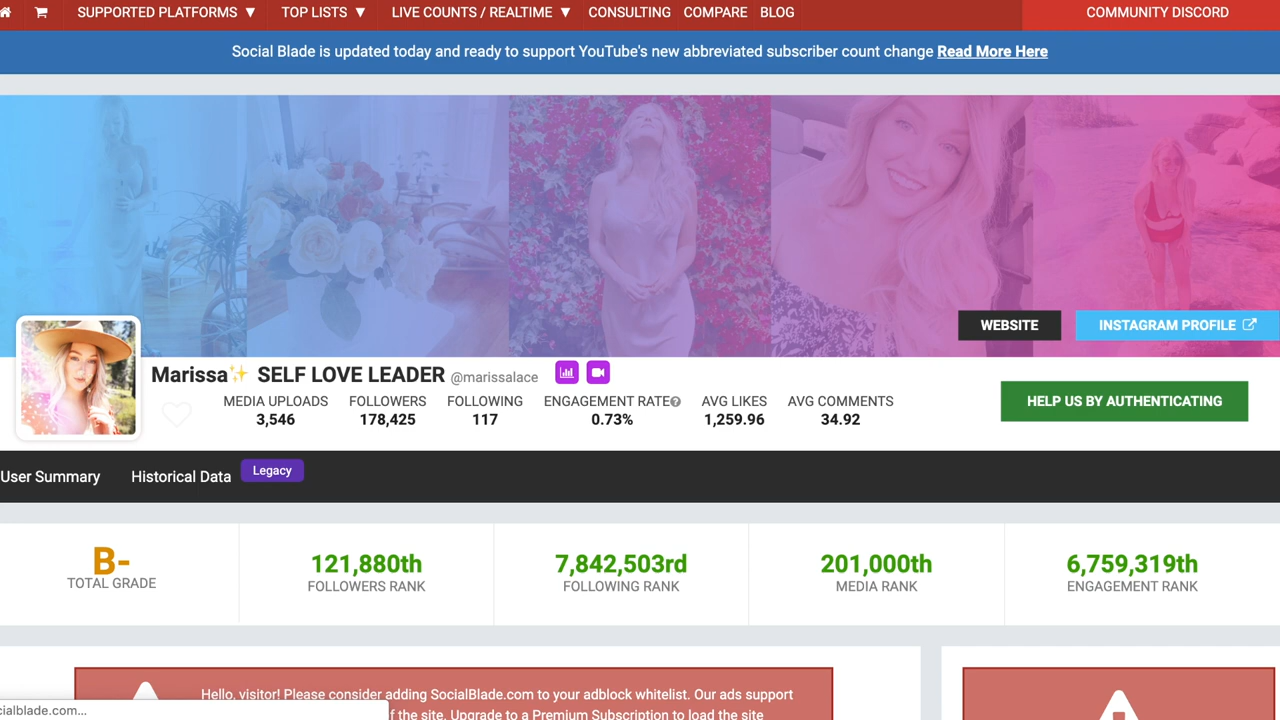 SUPPORTED PLATFORMS ▼ TOP LISTS ▼ LIVE COUNTS / REALTIME ▼ CONSULTING COMPARE BLOG COMMUNITY DISCORD
Social Blade is updated today and ready to support YouTube's new abbreviated subscriber count change Read More Here
WEBSITE INSTAGRAM PROFILE
Marissa✨ SELF LOVE LEADER @marissalace
MEDIA UPLOADS FOLLOWERS FOLLOWING ENGAGEMENT RATE AVG LIKES AVG COMMENTS
3,546 178,425 117 0.73% 1,259.96 34.92
HELP US BY AUTHENTICATING
User Summary Historical Data Legacy
B- 121,880th 7,842,503rd 201,000th 6,759,319th
TOTAL GRADE FOLLOWERS RANK FOLLOWING RANK MEDIA RANK ENGAGEMENT RANK
Hello, visitor! Please consider adding SocialBlade.com to your adblock whitelist. Our ads support
f the site. Upgrade to a Premium Subscription to load the site
cialblade.com...